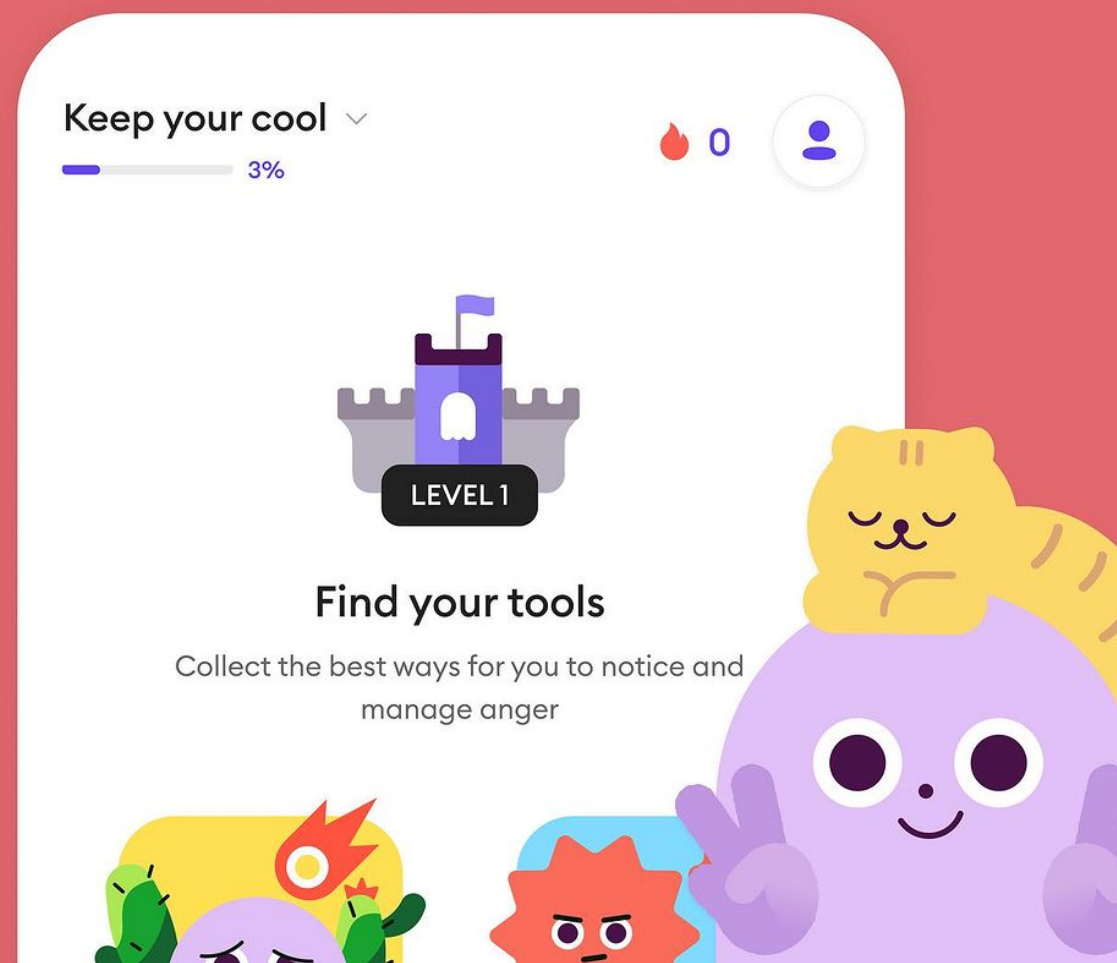 Keep your cool
3%
0
LEVEL 1
Find your tools
Collect the best ways for you to notice and
manage anger